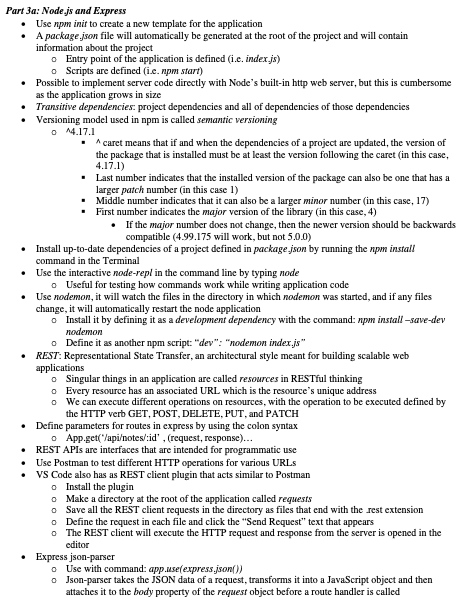 Part 3a: Node.js and Express
• Use npm init to create a new template for the application
• A package.json file will automatically be generated at the root of the project and will contain
information about the project
o Entry point of the application is defined (i.e. index.js)
o Scripts are defined (i.e. npm start)
• Possible to implement server code directly with Node's built-in http web server, but this is cumbersome
as the application grows in size
• Transitive dependencies: project dependencies and all of dependencies of those dependencies
• Versioning model used in npm is called semantic versioning
o ^4.17.1
▪ ^ caret means that if and when the dependencies of a project are updated, the version of
the package that is installed must be at least the version following the caret (in this case,
4.17.1)
▪ Last number indicates that the installed version of the package can also be one that has a
larger patch number (in this case 1)
▪ Middle number indicates that it can also be a larger minor number (in this case, 17)
▪ First number indicates the major version of the library (in this case, 4)
• If the major number does not change, then the newer version should be backwards
compatible (4.99.175 will work, but not 5.0.0)
• Install up-to-date dependencies of a project defined in package.json by running the npm install
command in the Terminal
• Use the interactive node-repl in the command line by typing node
o Useful for testing how commands work while writing application code
• Use nodemon, it will watch the files in the directory in which nodemon was started, and if any files
change, it will automatically restart the node application
o Install it by defining it as a development dependency with the command: npm install –save-dev
nodemon
o Define it as another npm script: "dev": "nodemon index.js"
• REST: Representational State Transfer, an architectural style meant for building scalable web
applications
o Singular things in an application are called resources in RESTful thinking
o Every resource has an associated URL which is the resource's unique address
o We can execute different operations on resources, with the operation to be executed defined by
the HTTP verb GET, POST, DELETE, PUT, and PATCH
• Define parameters for routes in express by using the colon syntax
o App.get('/api/notes/:id' , (request, response)…
• REST APIs are interfaces that are intended for programmatic use
• Use Postman to test different HTTP operations for various URLs
• VS Code also has as REST client plugin that acts similar to Postman
o Install the plugin
o Make a directory at the root of the application called requests
o Save all the REST client requests in the directory as files that end with the .rest extension
o Define the request in each file and click the "Send Request" text that appears
o The REST client will execute the HTTP request and response from the server is opened in the
editor
• Express json-parser
o Use with command: app.use(express.json())
o Json-parser takes the JSON data of a request, transforms it into a JavaScript object and then
attaches it to the body property of the request object before a route handler is called